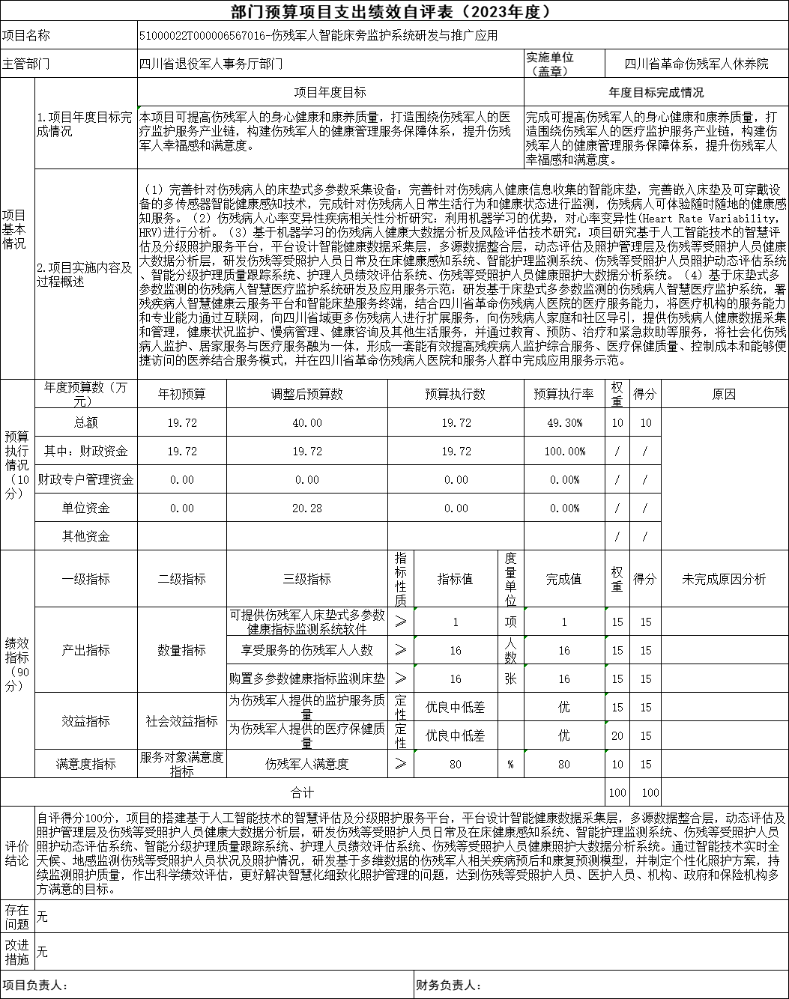 部门预算项目支出绩效自评表（2023年度）
项目名称 51000022T000006567016-伤残军人智能床旁监护系统研发与推广应用
主管部门 四川省退役军人事务厅部门 实施单位（盖章） 四川省革命伤残军人休养院
项目基本情况
1.项目年度目标完成情况
项目年度目标 年度目标完成情况
本项目可提高伤残军人的身心健康和康养质量，打造围绕伤残军人的医
疗监护服务产业链，构建伤残军人的健康管理服务保障体系，提升伤残
军人幸福感和满意度。
完成可提高伤残军人的身心健康和康养质量，打
造围绕伤残军人的医疗监护服务产业链，构建伤
残军人的健康管理服务保障体系，提升伤残军人
幸福感和满意度。
2.项目实施内容及过程概述
（1）完善针对伤残病人的床垫式多参数采集设备：完善针对伤残病人健康信息收集的智能床垫，完善嵌入床垫及可穿戴设
备的多传感器智能健康感知技术，完成针对伤残病人日常生活行为和健康状态进行监测，伤残病人可体验随时随地的健康感
知服务。（2）伤残病人心率变异性疾病相关性分析研究：利用机器学习的优势，对心率变异性(Heart Rate Variability，
HRV)进行分析。（3）基于机器学习的伤残病人健康大数据分析及风险评估技术研究：项目研究基于人工智能技术的智慧评
估及分级照护服务平台，平台设计智能健康数据采集层，多源数据整合层，动态评估及照护管理层及伤残等受照护人员健康
大数据分析层，研发伤残等受照护人员日常及在床健康感知系统、智能护理监测系统、伤残等受照护人员照护动态评估系统
、智能分级护理质量跟踪系统、护理人员绩效评估系统、伤残等受照护人员健康照护大数据分析系统。（4）基于床垫式多
参数监测的伤残病人智慧医疗监护系统研发及应用服务示范：研发基于床垫式多参数监测的伤残病人智慧医疗监护系统，署
残疾病人智慧健康云服务平台和智能床垫服务终端，结合四川省革命伤残病人医院的医疗服务能力，将医疗机构的服务能力
和专业能力通过互联网，向四川省域更多伤残病人进行扩展服务，向伤残病人家庭和社区导引，提供伤残病人健康数据采集
和管理，健康状况监护、慢病管理、健康咨询及其他生活服务，并通过教育、预防、治疗和紧急救助等服务，将社会化伤残
病人监护、居家服务与医疗服务融为一体，形成一套能有效提高残疾病人监护综合服务、医疗保健质量、控制成本和能够便
捷访问的医养结合服务模式，并在四川省革命伤残病人医院和服务人群中完成应用服务示范。
预算执行情况（10分）
年度预算数（万元） 年初预算 调整后预算数 预算执行数 预算执行率 权重 得分 原因
总额 19.72 40.00 19.72 49.30% 10 10
其中：财政资金 19.72 19.72 19.72 100.00% / /
财政专户管理资金 0.00 0.00 0.00 0.00% / /
单位资金 0.00 20.28 0.00 0.00% / /
其他资金 / /
绩效指标（90分）
一级指标 二级指标 三级指标 指标性质 指标值 度量单位 完成值 权重 得分 未完成原因分析
产出指标 数量指标 可提供伤残军人床垫式多参数健康指标监测系统软件 ≥ 1 项 1 15 15
享受服务的伤残军人人数 ≥ 16 人数 16 15 15
购置多参数健康指标监测床垫 ≥ 16 张 16 15 15
效益指标 社会效益指标 为伤残军人提供的监护服务质量 定性 优良中低差 优 15 15
为伤残军人提供的医疗保健质量 定性 优良中低差 优 20 15
满意度指标 服务对象满意度指标 伤残军人满意度 ≥ 80 % 80 10 15
合计 100 100
评价结论
自评得分100分，项目的搭建基于人工智能技术的智慧评估及分级照护服务平台，平台设计智能健康数据采集层，多源数据整合层，动态评估及
照护管理层及伤残等受照护人员健康大数据分析层，研发伤残等受照护人员日常及在床健康感知系统、智能护理监测系统、伤残等受照护人员
照护动态评估系统、智能分级护理质量跟踪系统、护理人员绩效评估系统、伤残等受照护人员健康照护大数据分析系统。通过智能技术实时全
天候、地感监测伤残等受照护人员状况及照护情况，研发基于多维数据的伤残军人相关疾病预后和康复预测模型，并制定个性化照护方案，持
续监测照护质量，作出科学绩效评估，更好解决智慧化细致化照护管理的问题，达到伤残等受照护人员、医护人员、机构、政府和保险机构多
方满意的目标。
存在问题 无
改进措施 无
项目负责人： 财务负责人：